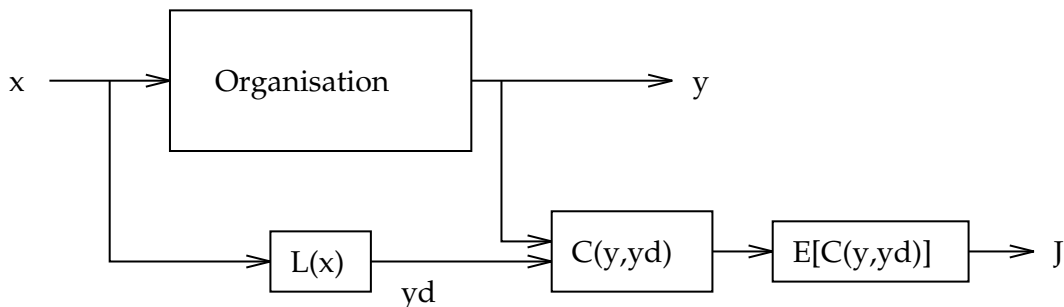 x
Organisation
y
L(x)
yd
C(y,yd)
E[C(y,yd)]
J